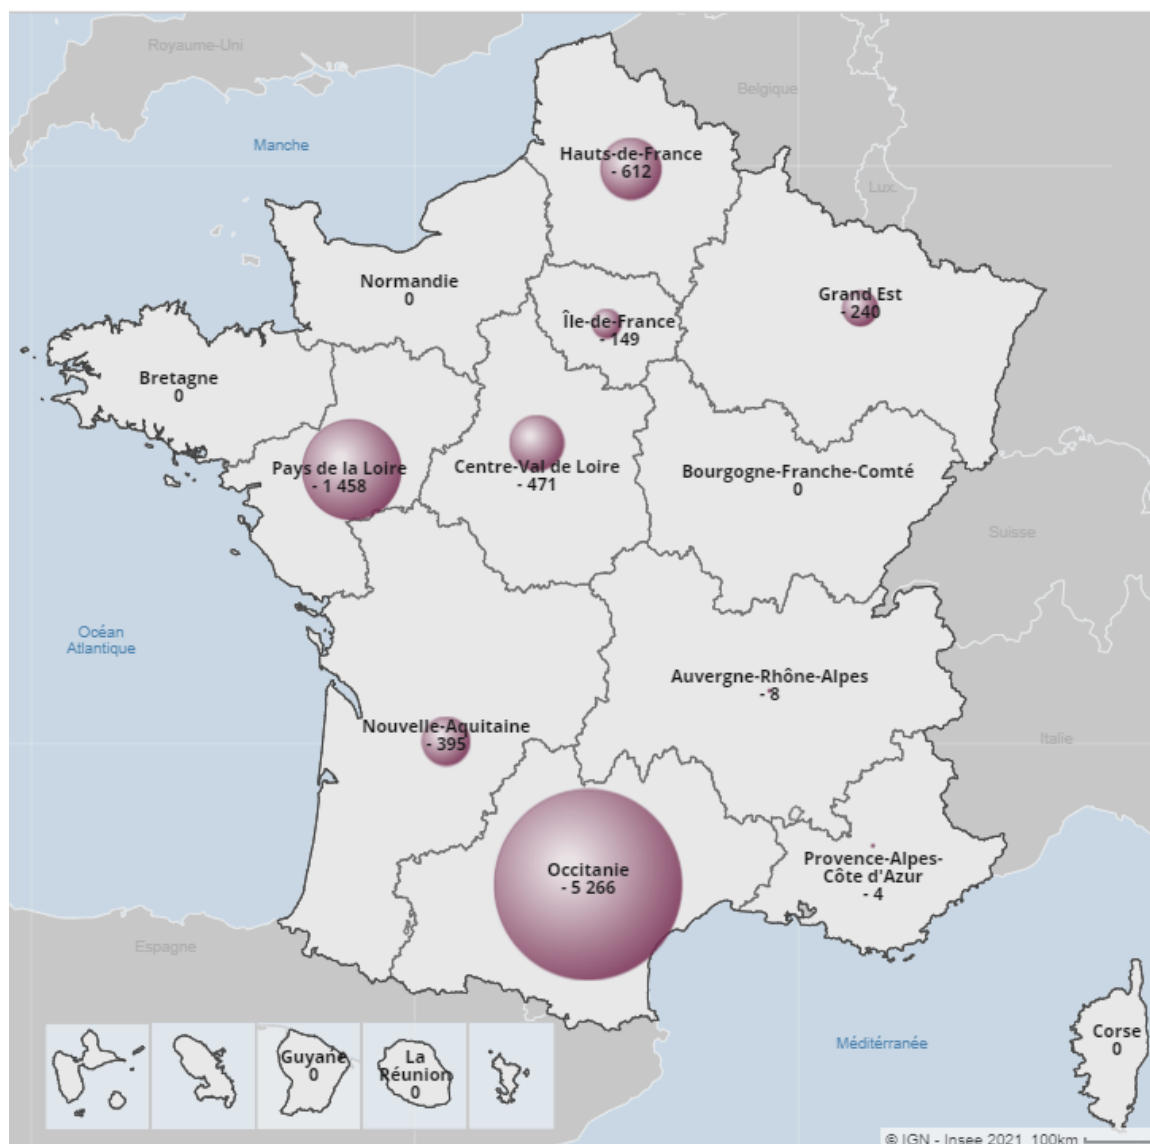 Royaume-Uni
Belgique
Manche
Hauts-de-France
- 612
Lux.
Normandie
0
Grand Est
- 240
Île-de-France
- 149
Bretagne
0
Pays de la Loire
- 1 458
Centre-Val de Loire
- 471
Bourgogne-Franche-Comté
0
Suisse
Océan
Atlantique
Auvergne-Rhône-Alpes
- 8
Nouvelle-Aquitaine
- 395
Italie
Occitanie
- 5 266
Provence-Alpes-
Côte d'Azur
- 4
Espagne
Guyane
0
La
Réunion
0
Méditérranée
Corse
0
© IGN - Insee 2021 100km